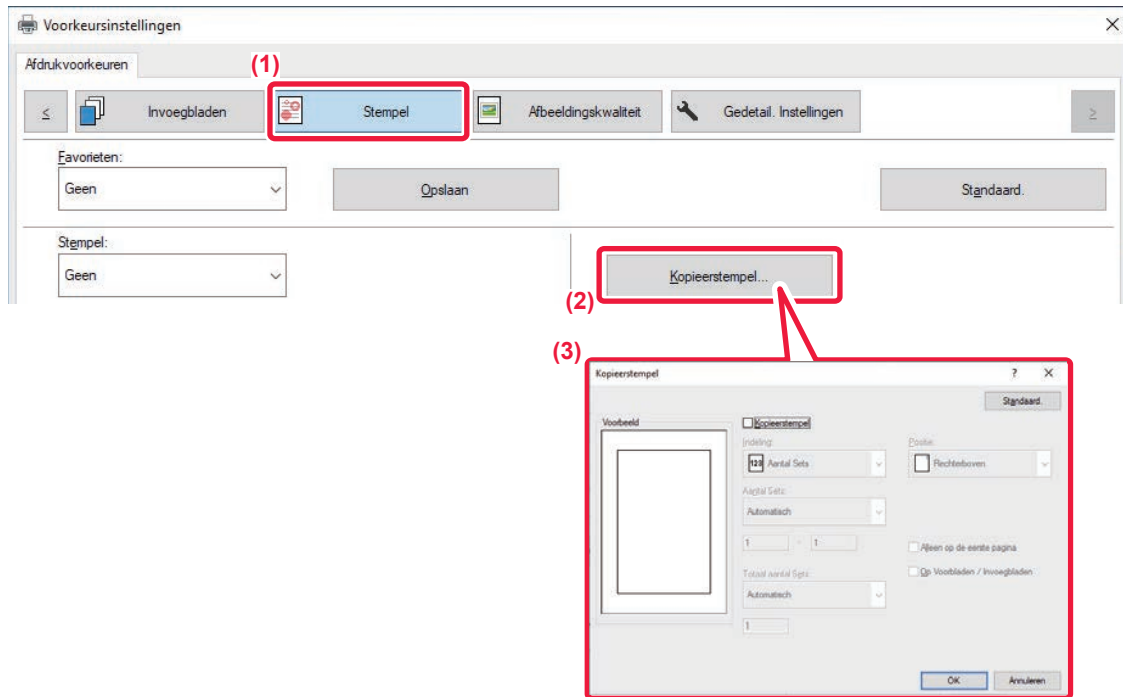 Voorkeursinstellingen
Afdrukvoorkeuren
(1)
< Invoegbladen Stempel Afbeeldingskwaliteit Gedetail. Instellingen >
Favorieten:
Geen Opslaan Standaard.
Stempel:
Geen Kopieerstempel...
(2)
(3)
Kopieerstempel ?
Standaard.
Voorbeeld Kopieerstempel
Indeling: Positie:
123 Aantal Sets Rechterboven
Aantal Sets:
Automatisch
1 - 1 Alleen op de eerste pagina
Totaal aantal Sets: Op Voorbladen / Invoegbladen
Automatisch
1
OK Annuleren